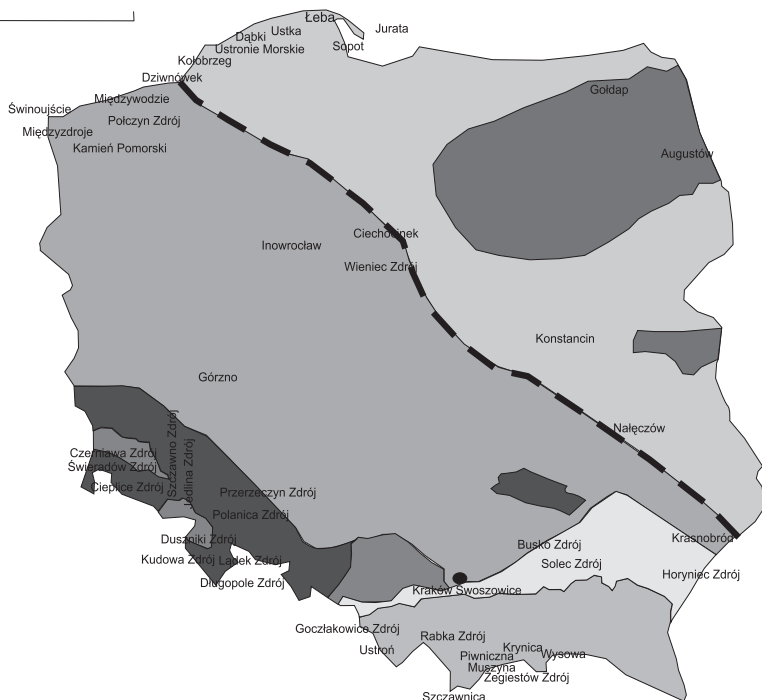 Łeba
Jurata
Ustka
Dąbki
Sopot
Ustronie Morskie
Kołobrzeg
Dziwnówek
Gołdap
Międzywodzie
Świnoujście
Połczyn Zdrój
Międzyzdroje
Kamień Pomorski
Augustów
Ciechocinek
Inowrocław
Wieniec Zdrój
Konstancin
Górzno
Nałęczów
Szczawno Zdrój
Jedlina Zdrój
Czerniawa Zdrój
Świeradów Zdrój
Cieplice Zdrój
Przerzeczyn Zdrój
Polanica Zdrój
Duszniki Zdrój
Krasnobród
Busko Zdrój
Kudowa Zdrój
Lądek Zdrój
Solec Zdrój
Horyniec Zdrój
Długopole Zdrój
Kraków Swoszowice
Goczłakowice Zdrój
Rabka Zdrój
Ustroń
Krynica
Piwniczna
Wysowa
Muszyna
Żegiestów Zdrój
Szczawnica